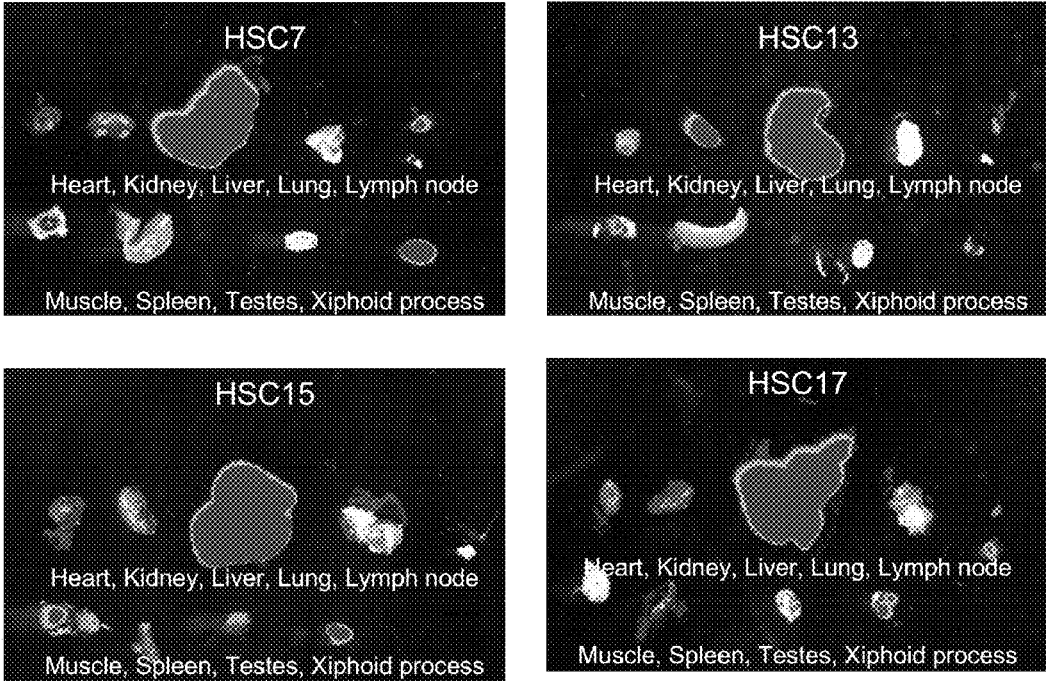 HSC7
Heart, Kidney, Liver, Lung, Lymph node
Muscle, Spleen, Testes, Xiphoid process
HSC13
Heart, Kidney, Liver, Lung, Lymph node
Muscle, Spleen, Testes, Xiphoid process
HSC15
Heart, Kidney, Liver, Lung, Lymph node
Muscle, Spleen, Testes, Xiphoid process
HSC17
Heart, Kidney, Liver, Lung, Lymph node
Muscle, Spleen, Testes, Xiphoid process